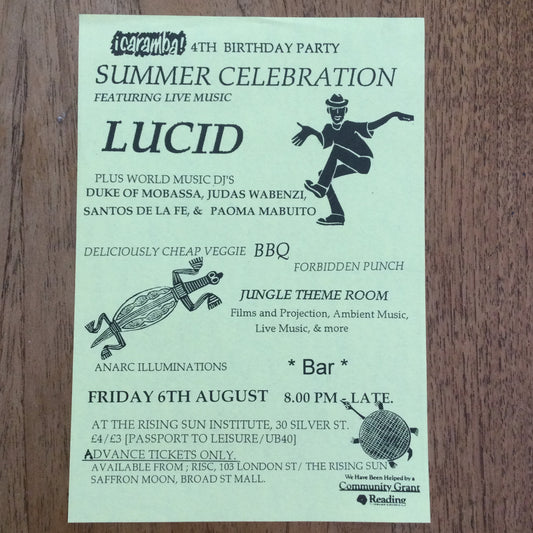 ¡caramba! 4TH BIRTHDAY PARTY
SUMMER CELEBRATION
FEATURING LIVE MUSIC
LUCID
PLUS WORLD MUSIC DJ'S
DUKE OF MOBASSA, JUDAS WABENZI,
SANTOS DE LA FE, & PAOMA MABUITO
DELICIOUSLY CHEAP VEGGIE BBQ
FORBIDDEN PUNCH
JUNGLE THEME ROOM
Films and Projection, Ambient Music,
Live Music, & more
ANARC ILLUMINATIONS
* Bar *
FRIDAY 6TH AUGUST 8.00 PM - LATE.
AT THE RISING SUN INSTITUTE, 30 SILVER ST.
£4/£3 [PASSPORT TO LEISURE/UB40]
ADVANCE TICKETS ONLY.
AVAILABLE FROM ; RISC, 103 LONDON ST/ THE RISING SUN
SAFFRON MOON, BROAD ST MALL.
We Have Been Helped by a
Community Grant
Reading